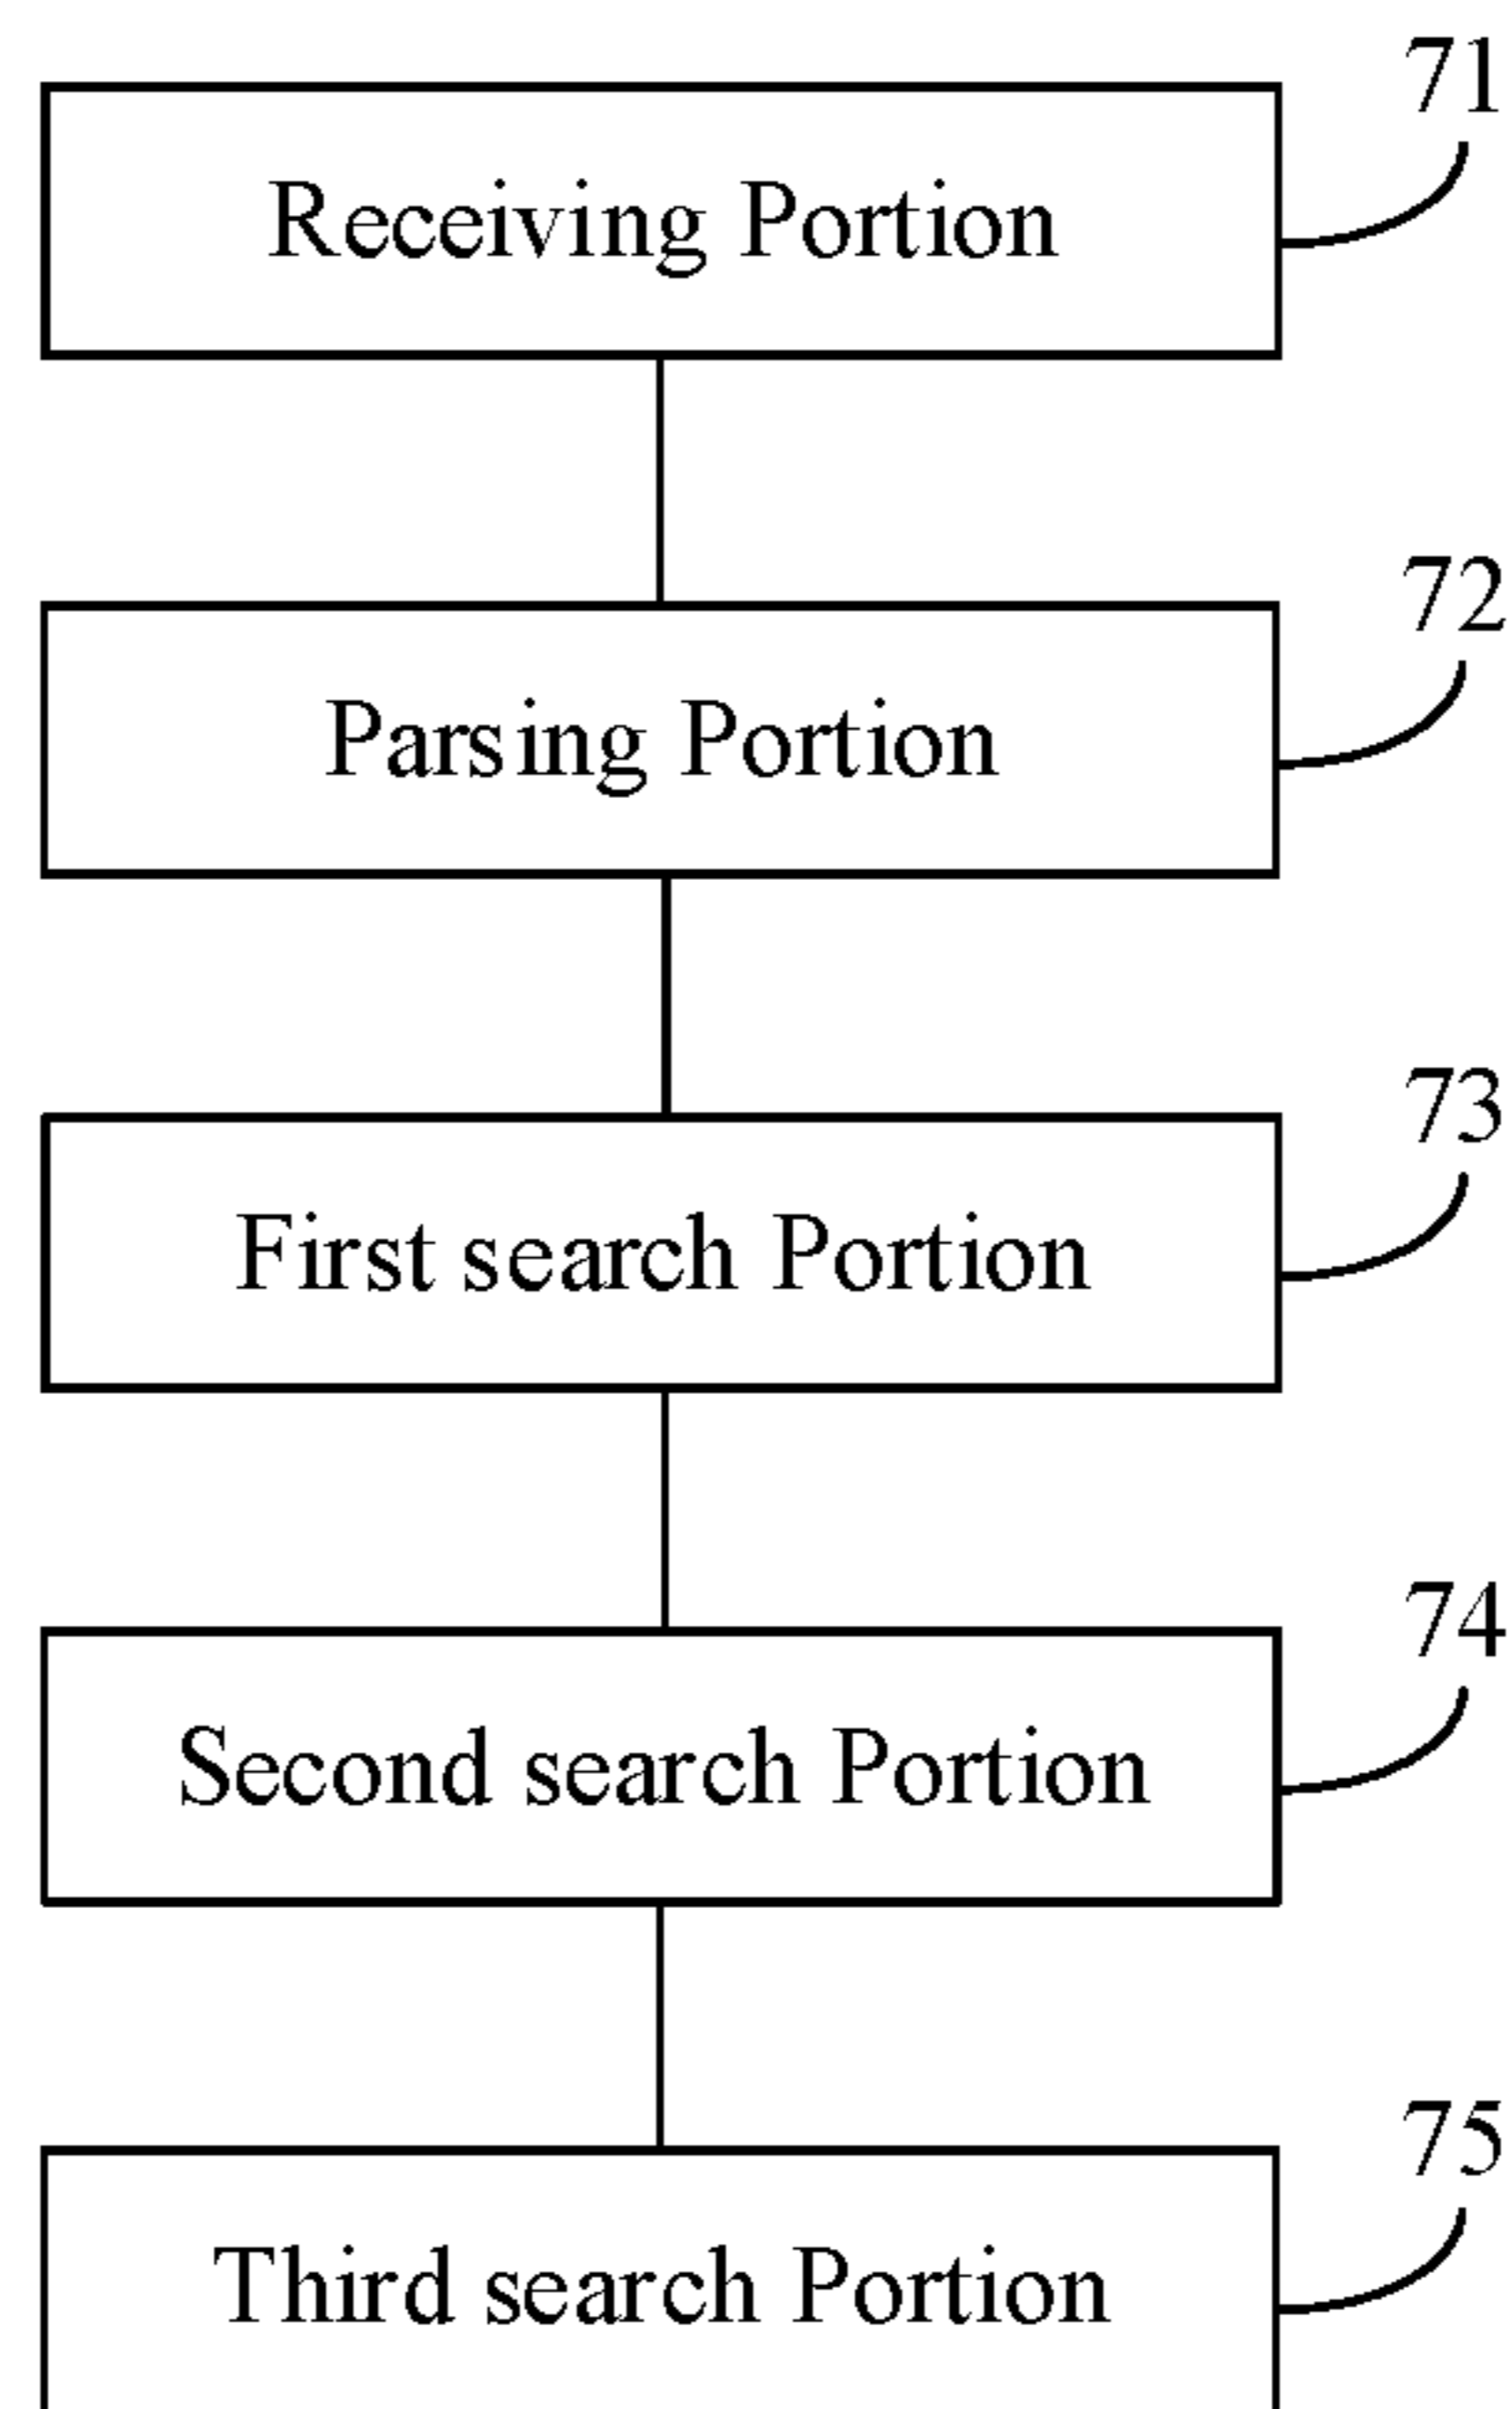 71
Receiving Portion
72
Parsing Portion
73
First search Portion
74
Second search Portion
75
Third search Portion